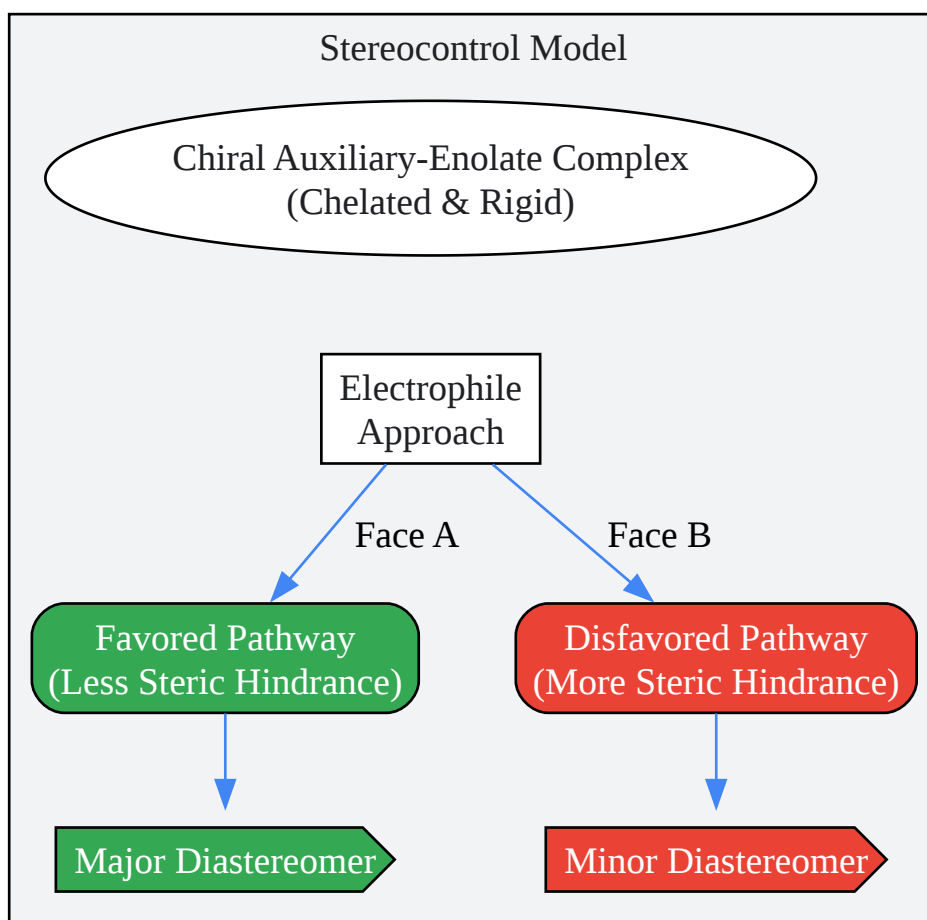 Stereocontrol Model
Chiral Auxiliary-Enolate Complex
(Chelated & Rigid)
Electrophile
Approach
Face A
Face B
Favored Pathway
(Less Steric Hindrance)
Disfavored Pathway
(More Steric Hindrance)
Major Diastereomer
Minor Diastereomer